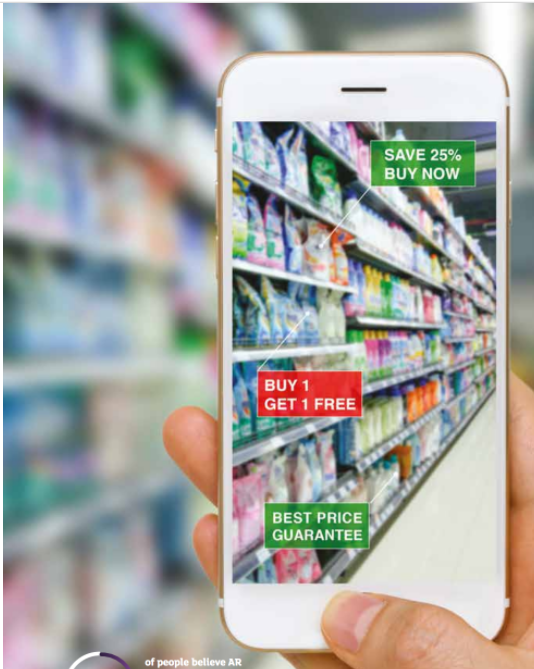 SAVE 25%
BUY NOW
BUY 1
GET 1 FREE
BEST PRICE
GUARANTEE
of people believe AR